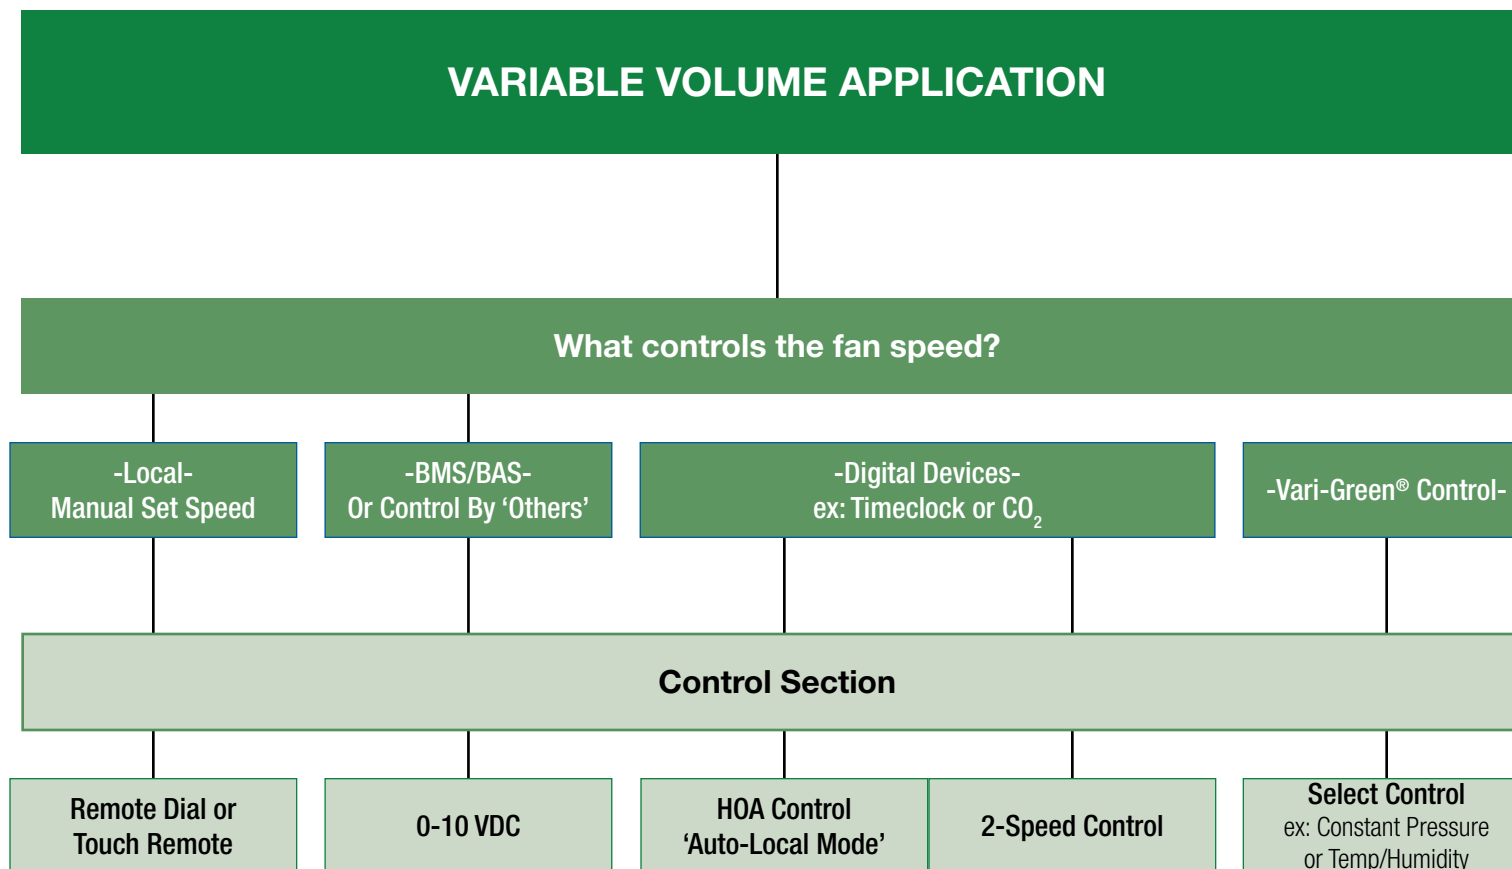 VARIABLE VOLUME APPLICATION
What controls the fan speed?
-Local-
Manual Set Speed
-BMS/BAS-
Or Control By ‘Others’
-Digital Devices-
ex: Timeclock or CO₂
-Vari-Green® Control-
Control Section
Remote Dial or
Touch Remote
0-10 VDC
HOA Control
‘Auto-Local Mode’
2-Speed Control
Select Control
ex: Constant Pressure
or Temp/Humidity